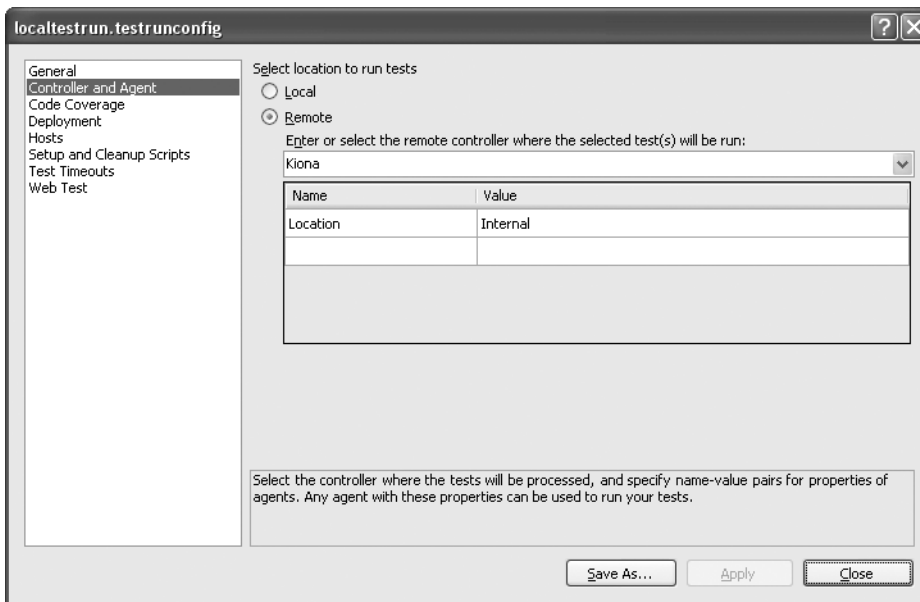 localtestrun.testrunconfig
General
Controller and Agent
Code Coverage
Deployment
Hosts
Setup and Cleanup Scripts
Test Timeouts
Web Test
Select location to run tests
Local
Remote
Enter or select the remote controller where the selected test(s) will be run:
Kiona
Name Value
Location Internal
Select the controller where the tests will be processed, and specify name-value pairs for properties of
agents. Any agent with these properties can be used to run your tests.
Save As... Apply Close